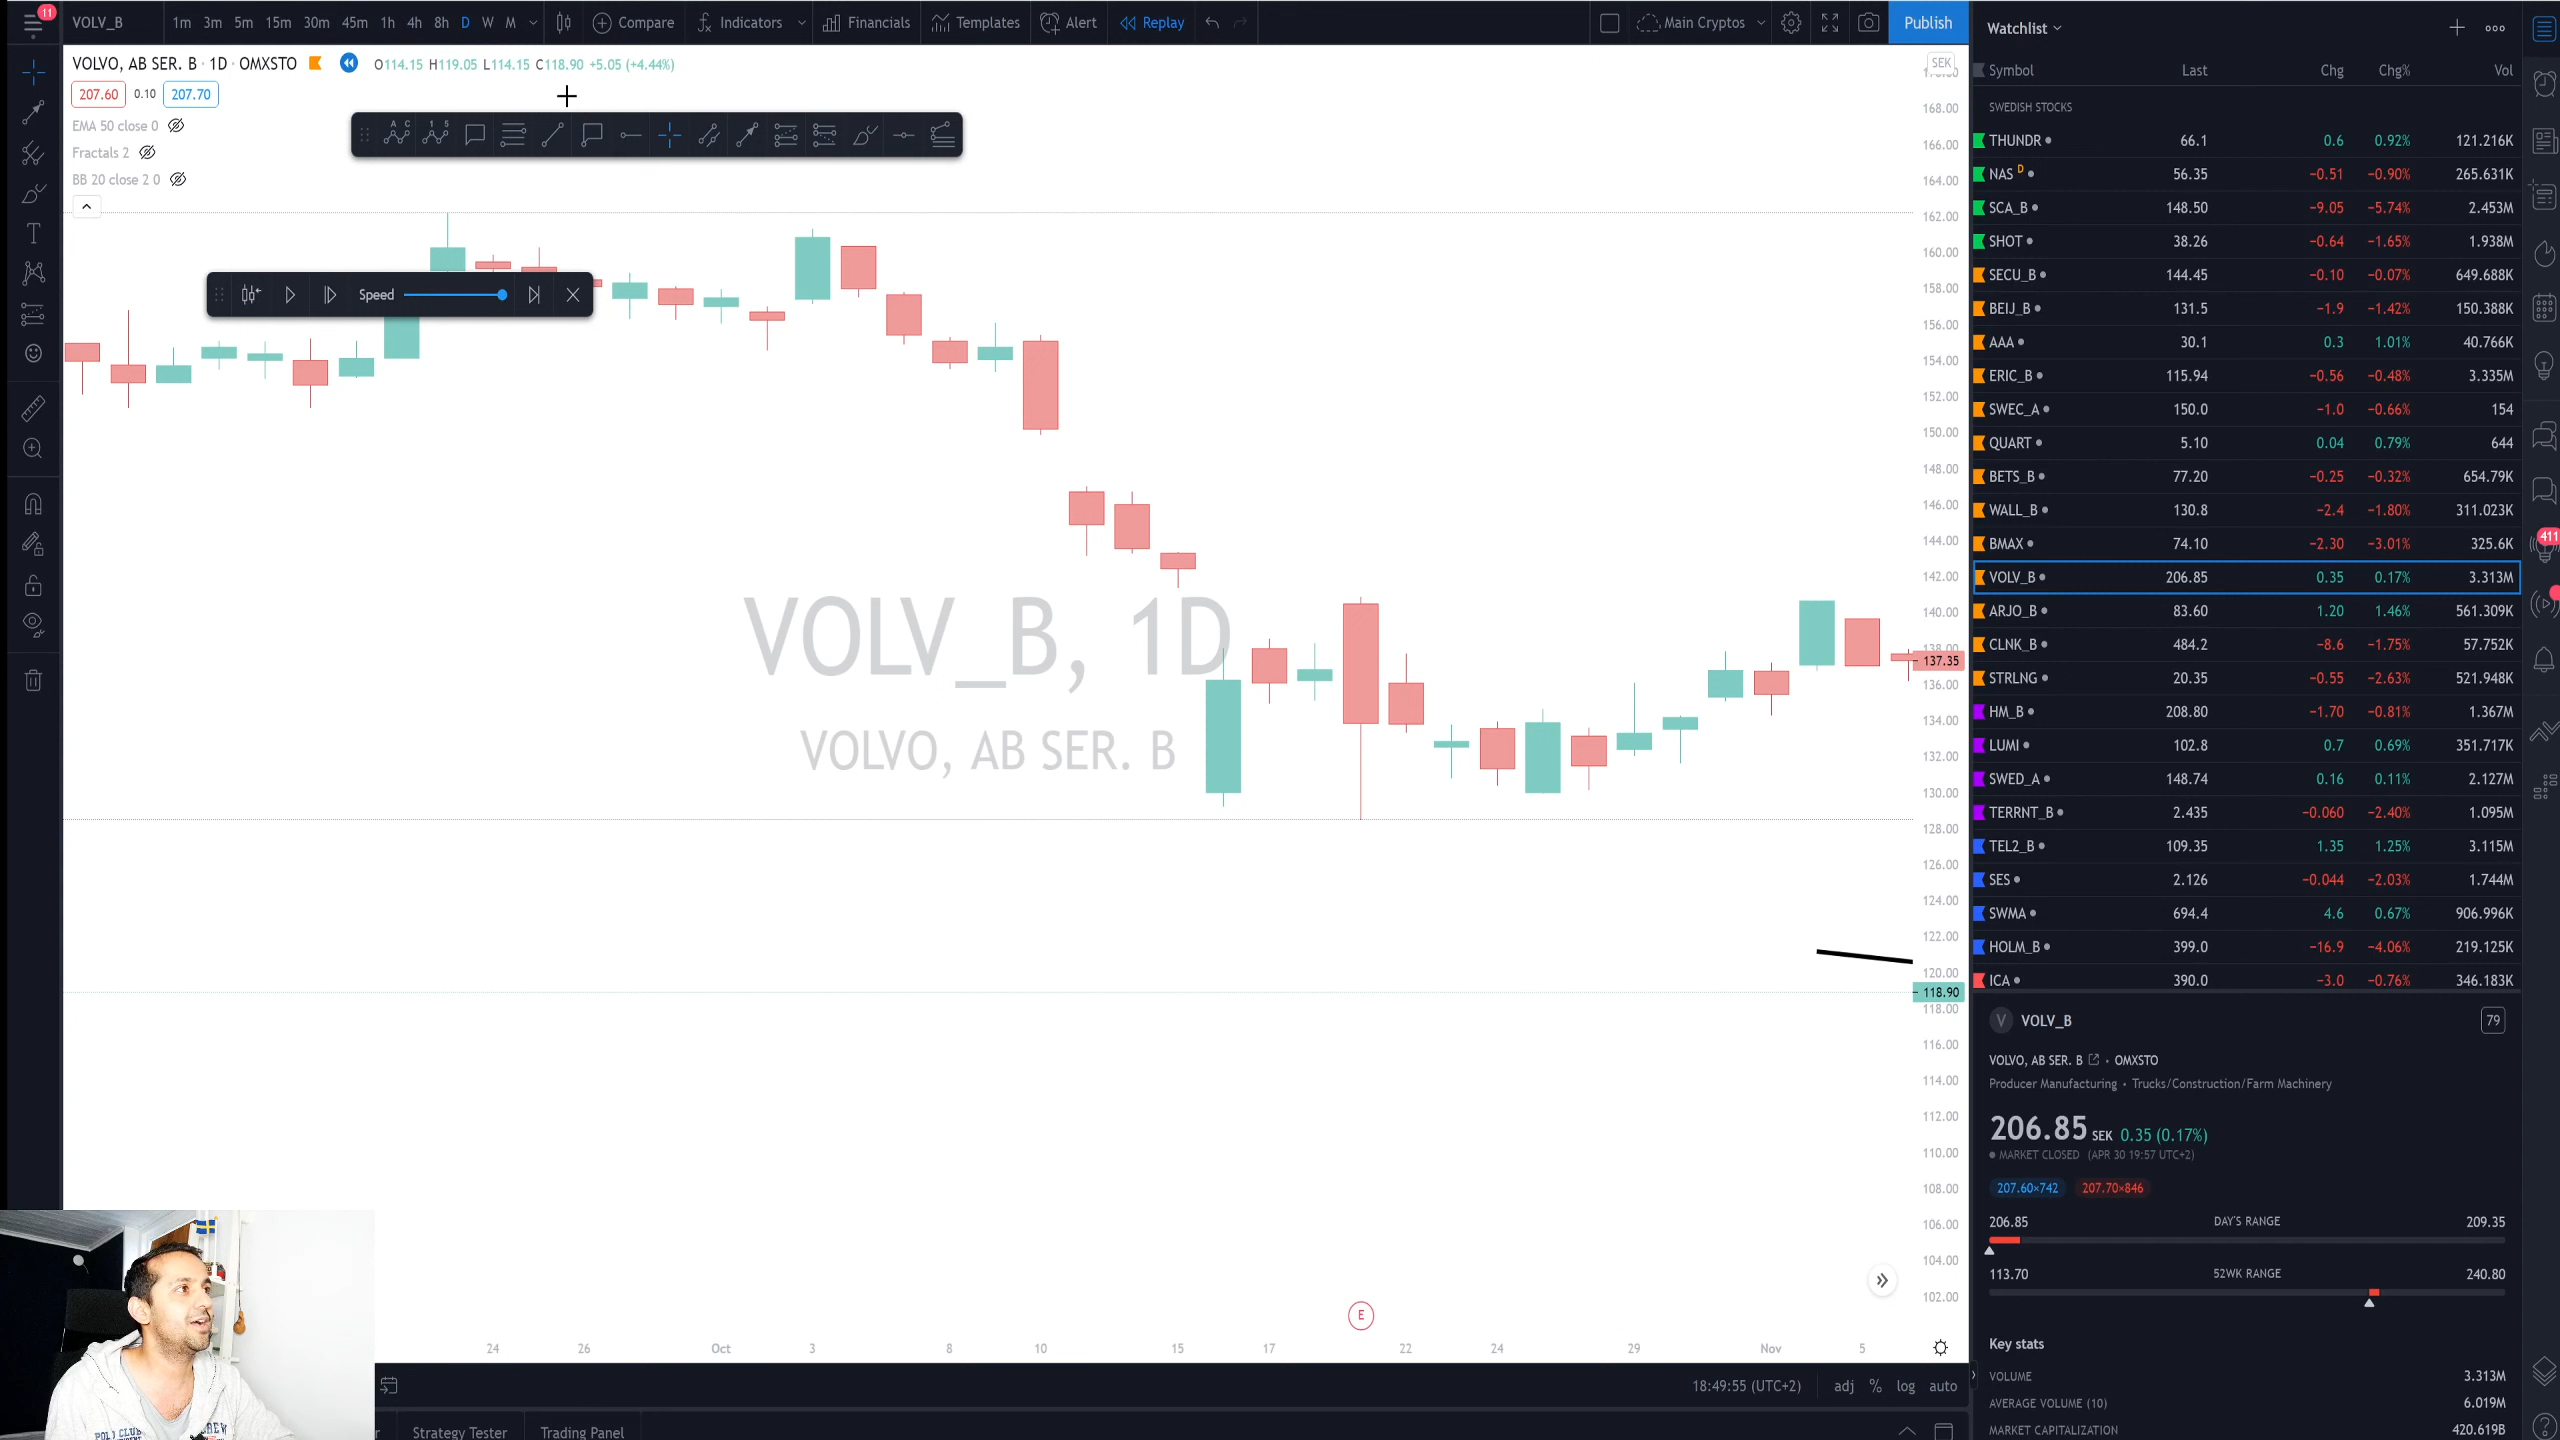 11 VOLV_B 1m 3m 5m 15m 30m 45m 1h 4h 8h D W M Compare Indicators Financials Templates Alert Replay Main Cryptos Publish
VOLVO, AB SER. B · 1D · OMXSTO O114.15 H119.05 L114.15 C118.90 +5.05 (+4.44%)
207.60 0.10 207.70
EMA 50 close 0
Fractals 2
BB 20 close 2 0
A C 1 5
Speed
VOLV_B, 1D
VOLVO, AB SER. B
SEK
168.00
166.00
164.00
162.00
160.00
158.00
156.00
154.00
152.00
150.00
148.00
146.00
144.00
142.00
140.00
138.00
137.35
136.00
134.00
132.00
130.00
128.00
126.00
124.00
122.00
120.00
118.90
118.00
116.00
114.00
112.00
110.00
108.00
106.00
104.00
102.00
E
24 26 Oct 3 8 10 15 17 22 24 29 Nov 5
18:49:55 (UTC+2) adj % log auto
Strategy Tester Trading Panel
POLO CLUB CREW
Watchlist
Symbol Last Chg Chg% Vol
SWEDISH STOCKS
THUNDR 66.1 0.6 0.92% 121.216K
NAS D 56.35 −0.51 −0.90% 265.631K
SCA_B 148.50 −9.05 −5.74% 2.453M
SHOT 38.26 −0.64 −1.65% 1.938M
SECU_B 144.45 −0.10 −0.07% 649.688K
BEIJ_B 131.5 −1.9 −1.42% 150.388K
AAA 30.1 0.3 1.01% 40.766K
ERIC_B 115.94 −0.56 −0.48% 3.335M
SWEC_A 150.0 −1.0 −0.66% 154
QUART 5.10 0.04 0.79% 644
BETS_B 77.20 −0.25 −0.32% 654.79K
WALL_B 130.8 −2.4 −1.80% 311.023K
BMAX 74.10 −2.30 −3.01% 325.6K
VOLV_B 206.85 0.35 0.17% 3.313M
ARJO_B 83.60 1.20 1.46% 561.309K
CLNK_B 484.2 −8.6 −1.75% 57.752K
STRLNG 20.35 −0.55 −2.63% 521.948K
HM_B 208.80 −1.70 −0.81% 1.367M
LUMI 102.8 0.7 0.69% 351.717K
SWED_A 148.74 0.16 0.11% 2.127M
TERRNT_B 2.435 −0.060 −2.40% 1.095M
TEL2_B 109.35 1.35 1.25% 3.115M
SES 2.126 −0.044 −2.03% 1.744M
SWMA 694.4 4.6 0.67% 906.996K
HOLM_B 399.0 −16.9 −4.06% 219.125K
ICA 390.0 −3.0 −0.76% 346.183K
411
V VOLV_B 79
VOLVO, AB SER. B · OMXSTO
Producer Manufacturing • Trucks/Construction/Farm Machinery
206.85 SEK 0.35 (0.17%)
MARKET CLOSED (APR 30 19:57 UTC+2)
207.60×742 207.70×846
206.85 DAY'S RANGE 209.35
113.70 52WK RANGE 240.80
Key stats
VOLUME 3.313M
AVERAGE VOLUME (10) 6.019M
MARKET CAPITALIZATION 420.619B